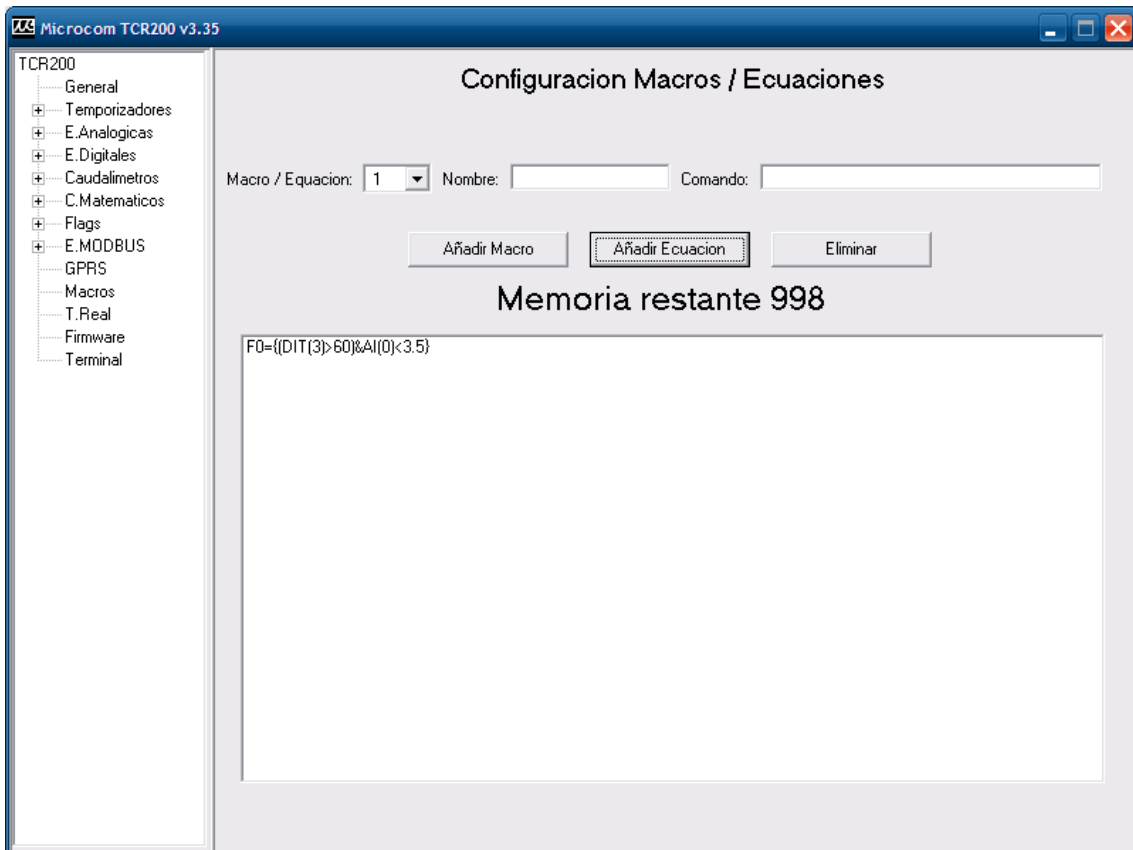 Microcom TCR200 v3.35
TCR200
General
Temporizadores
E.Analogicas
E.Digitales
Caudalimetros
C.Matematicos
Flags
E.MODBUS
GPRS
Macros
T.Real
Firmware
Terminal
Configuracion Macros / Ecuaciones
Macro / Equacion: 1 Nombre: Comando:
Añadir Macro Añadir Ecuacion Eliminar
Memoria restante 998
F0={(DIT(3)>60)&AI(0)<3.5}